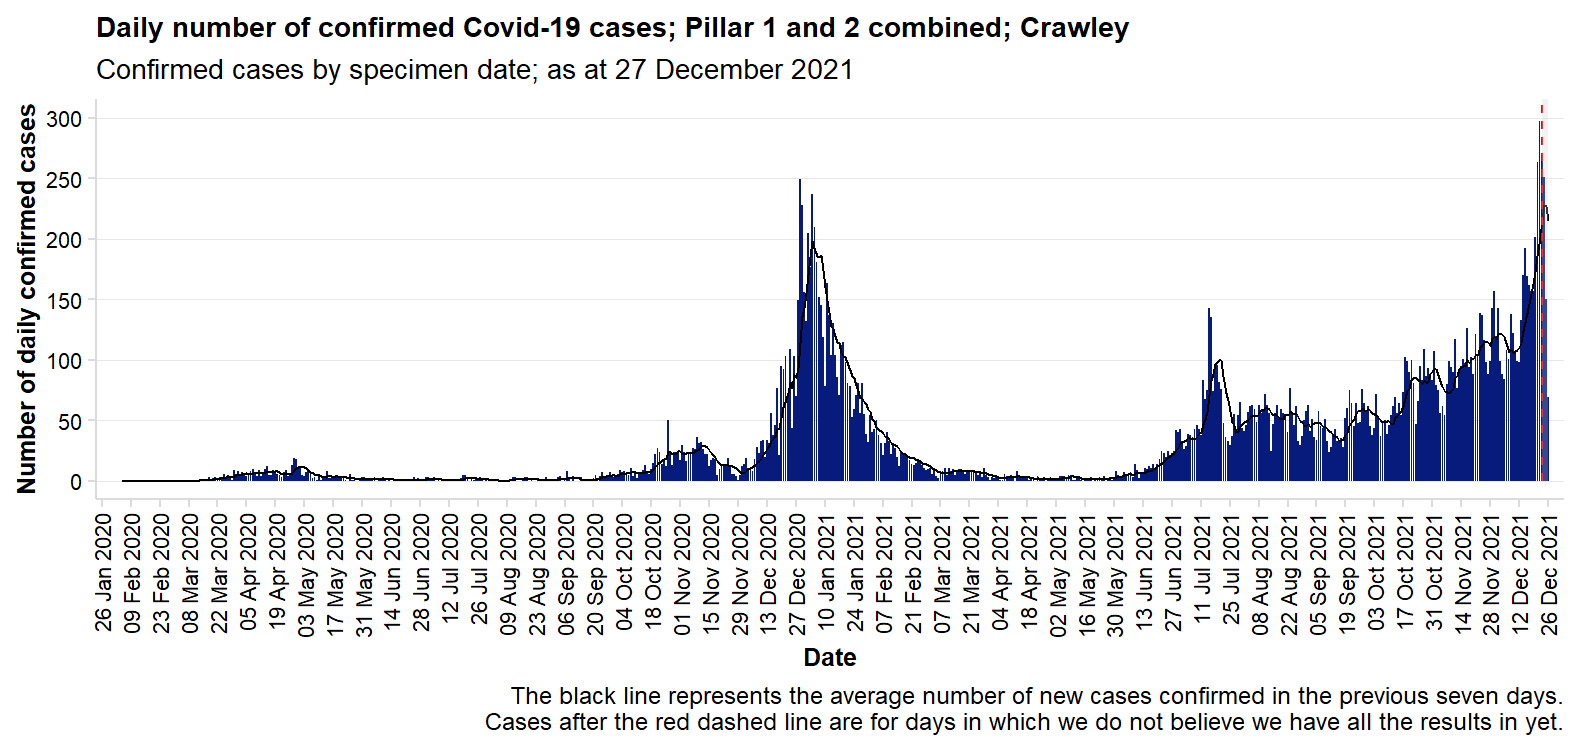 Daily number of confirmed Covid-19 cases; Pillar 1 and 2 combined; Crawley
Confirmed cases by specimen date; as at 27 December 2021
Number of daily confirmed cases
300
250
200
150
100
50
0
26 Jan 2020
09 Feb 2020
23 Feb 2020
08 Mar 2020
22 Mar 2020
05 Apr 2020
19 Apr 2020
03 May 2020
17 May 2020
31 May 2020
14 Jun 2020
28 Jun 2020
12 Jul 2020
26 Jul 2020
09 Aug 2020
23 Aug 2020
06 Sep 2020
20 Sep 2020
04 Oct 2020
18 Oct 2020
01 Nov 2020
15 Nov 2020
29 Nov 2020
13 Dec 2020
27 Dec 2020
10 Jan 2021
24 Jan 2021
07 Feb 2021
21 Feb 2021
07 Mar 2021
21 Mar 2021
04 Apr 2021
18 Apr 2021
02 May 2021
16 May 2021
30 May 2021
13 Jun 2021
27 Jun 2021
11 Jul 2021
25 Jul 2021
08 Aug 2021
22 Aug 2021
05 Sep 2021
19 Sep 2021
03 Oct 2021
17 Oct 2021
31 Oct 2021
14 Nov 2021
28 Nov 2021
12 Dec 2021
26 Dec 2021
Date
The black line represents the average number of new cases confirmed in the previous seven days.
Cases after the red dashed line are for days in which we do not believe we have all the results in yet.